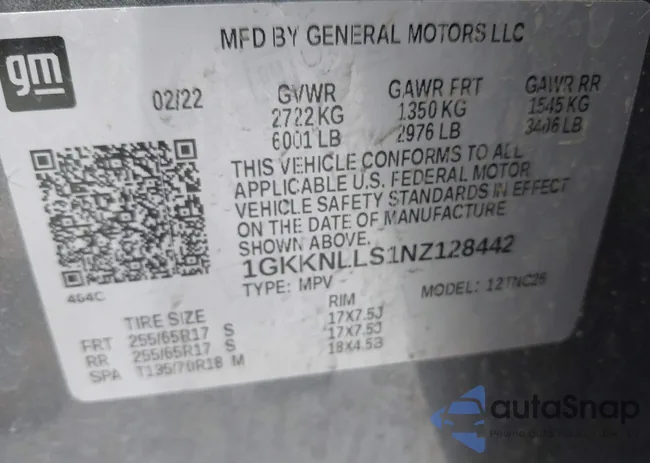 gm
MFD BY GENERAL MOTORS LLC
02/22 GVWR GAWR FRT GAWR RR
2722 KG 1350 KG 1545 KG
6001 LB 2976 LB 3406 LB
THIS VEHICLE CONFORMS TO ALL
APPLICABLE U.S. FEDERAL MOTOR
VEHICLE SAFETY STANDARDS IN EFFECT
ON THE DATE OF MANUFACTURE
SHOWN ABOVE.
1GKKNLLS1NZ128442
464C
TYPE: MPV MODEL: 12TNC26
TIRE SIZE RIM
FRT 255/65R17 S 17X7.5J
RR 255/65R17 S 17X7.5J
SPA T135/70R18 M 18X4.5B
autoSnap